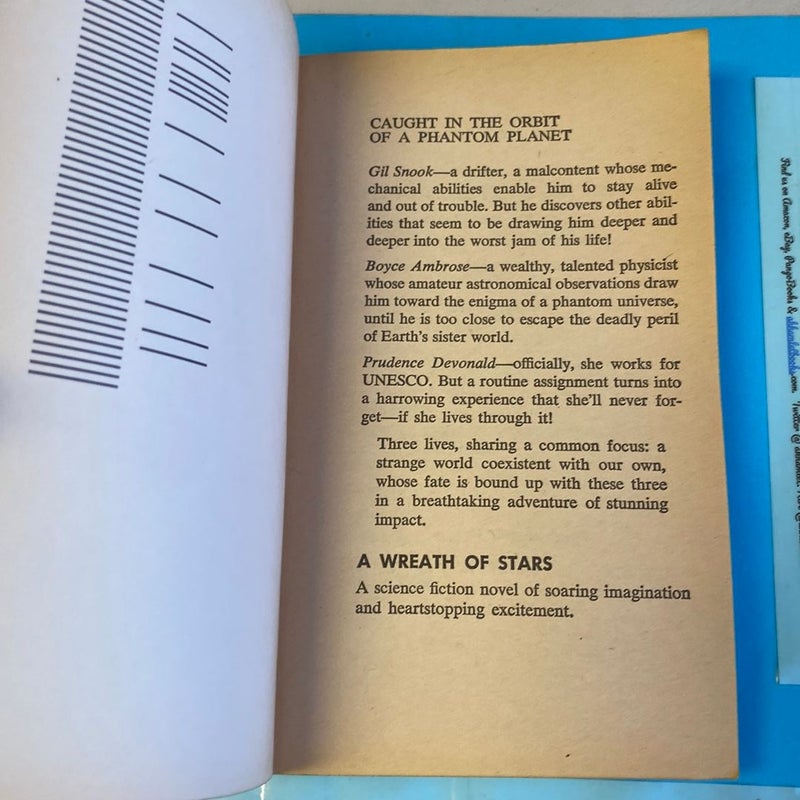 CAUGHT IN THE ORBIT
OF A PHANTOM PLANET
Gil Snook—a drifter, a malcontent whose me-
chanical abilities enable him to stay alive
and out of trouble. But he discovers other abil-
ities that seem to be drawing him deeper and
deeper into the worst jam of his life!
Boyce Ambrose—a wealthy, talented physicist
whose amateur astronomical observations draw
him toward the enigma of a phantom universe,
until he is too close to escape the deadly peril
of Earth's sister world.
Prudence Devonald—officially, she works for
UNESCO. But a routine assignment turns into
a harrowing experience that she'll never for-
get—if she lives through it!
Three lives, sharing a common focus: a
strange world coexistent with our own,
whose fate is bound up with these three
in a breathtaking adventure of stunning
impact.
A WREATH OF STARS
A science fiction novel of soaring imagination
and heartstopping excitement.
Find us on Amazon, eBay, PangoBooks &